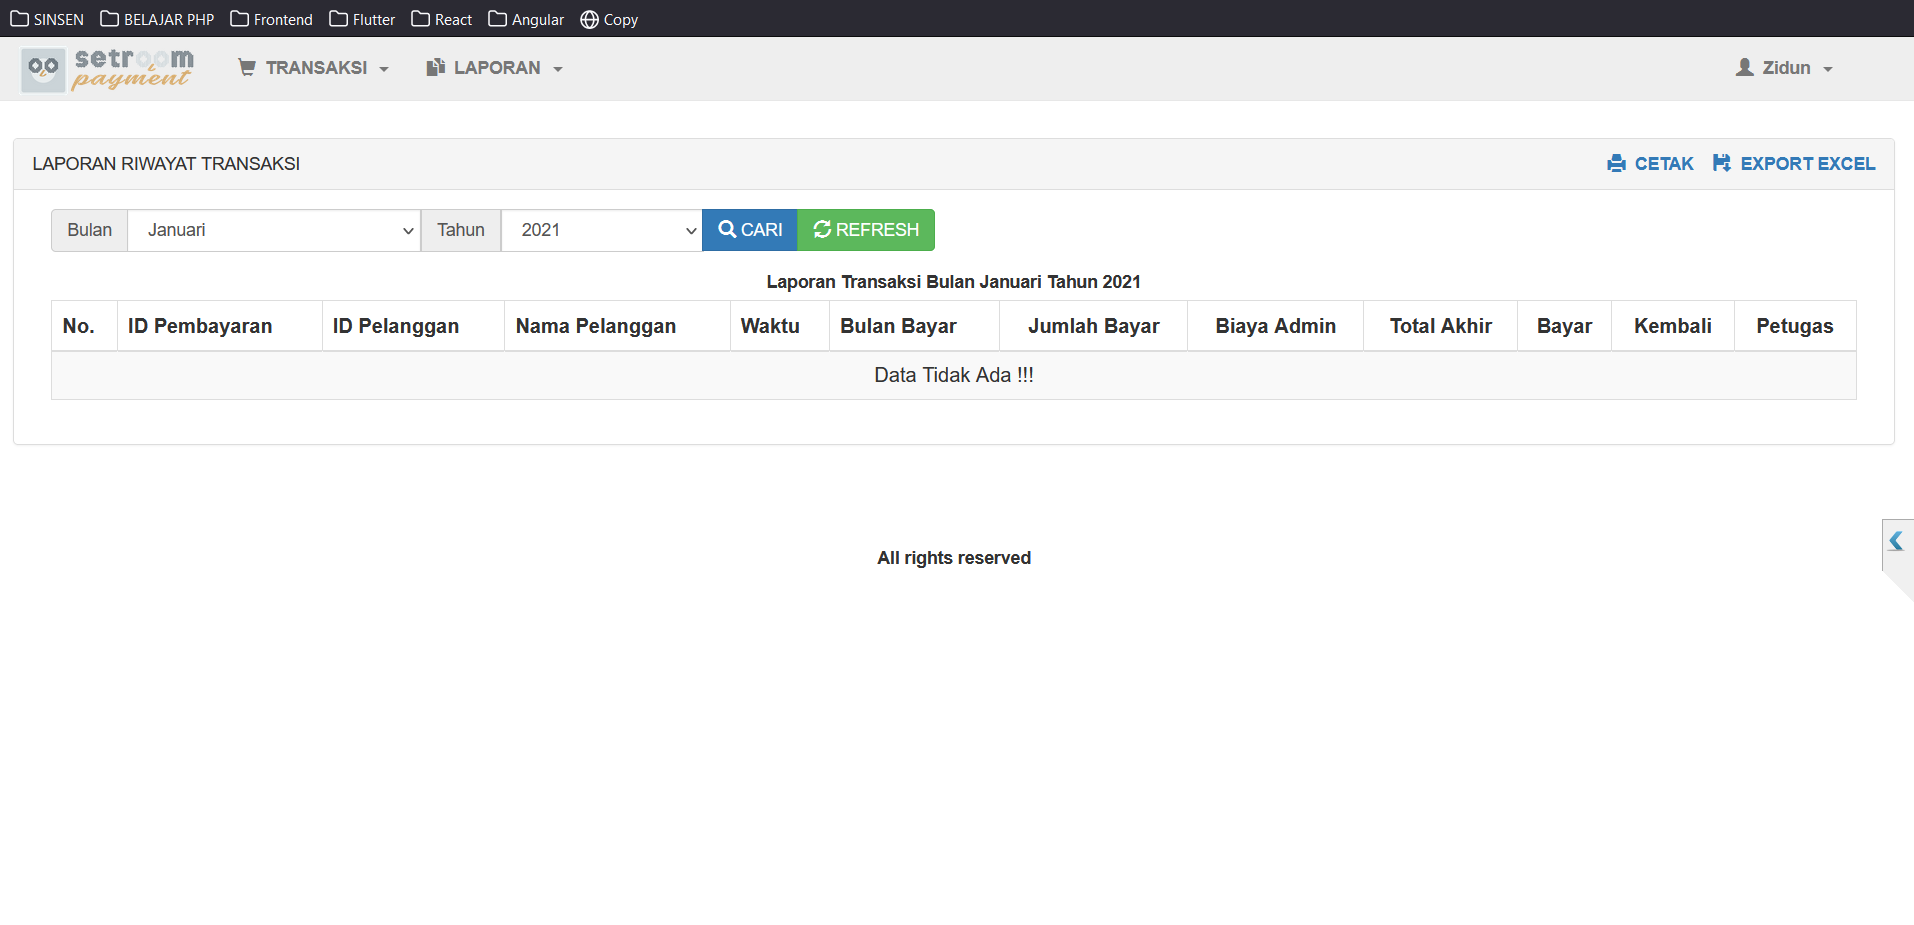 SINSEN BELAJAR PHP Frontend Flutter React Angular Copy
setroom payment TRANSAKSI LAPORAN Zidun
LAPORAN RIWAYAT TRANSAKSI CETAK EXPORT EXCEL
Bulan Januari Tahun 2021 CARI REFRESH
Laporan Transaksi Bulan Januari Tahun 2021
No. ID Pembayaran ID Pelanggan Nama Pelanggan Waktu Bulan Bayar Jumlah Bayar Biaya Admin Total Akhir Bayar Kembali Petugas
Data Tidak Ada !!!
All rights reserved